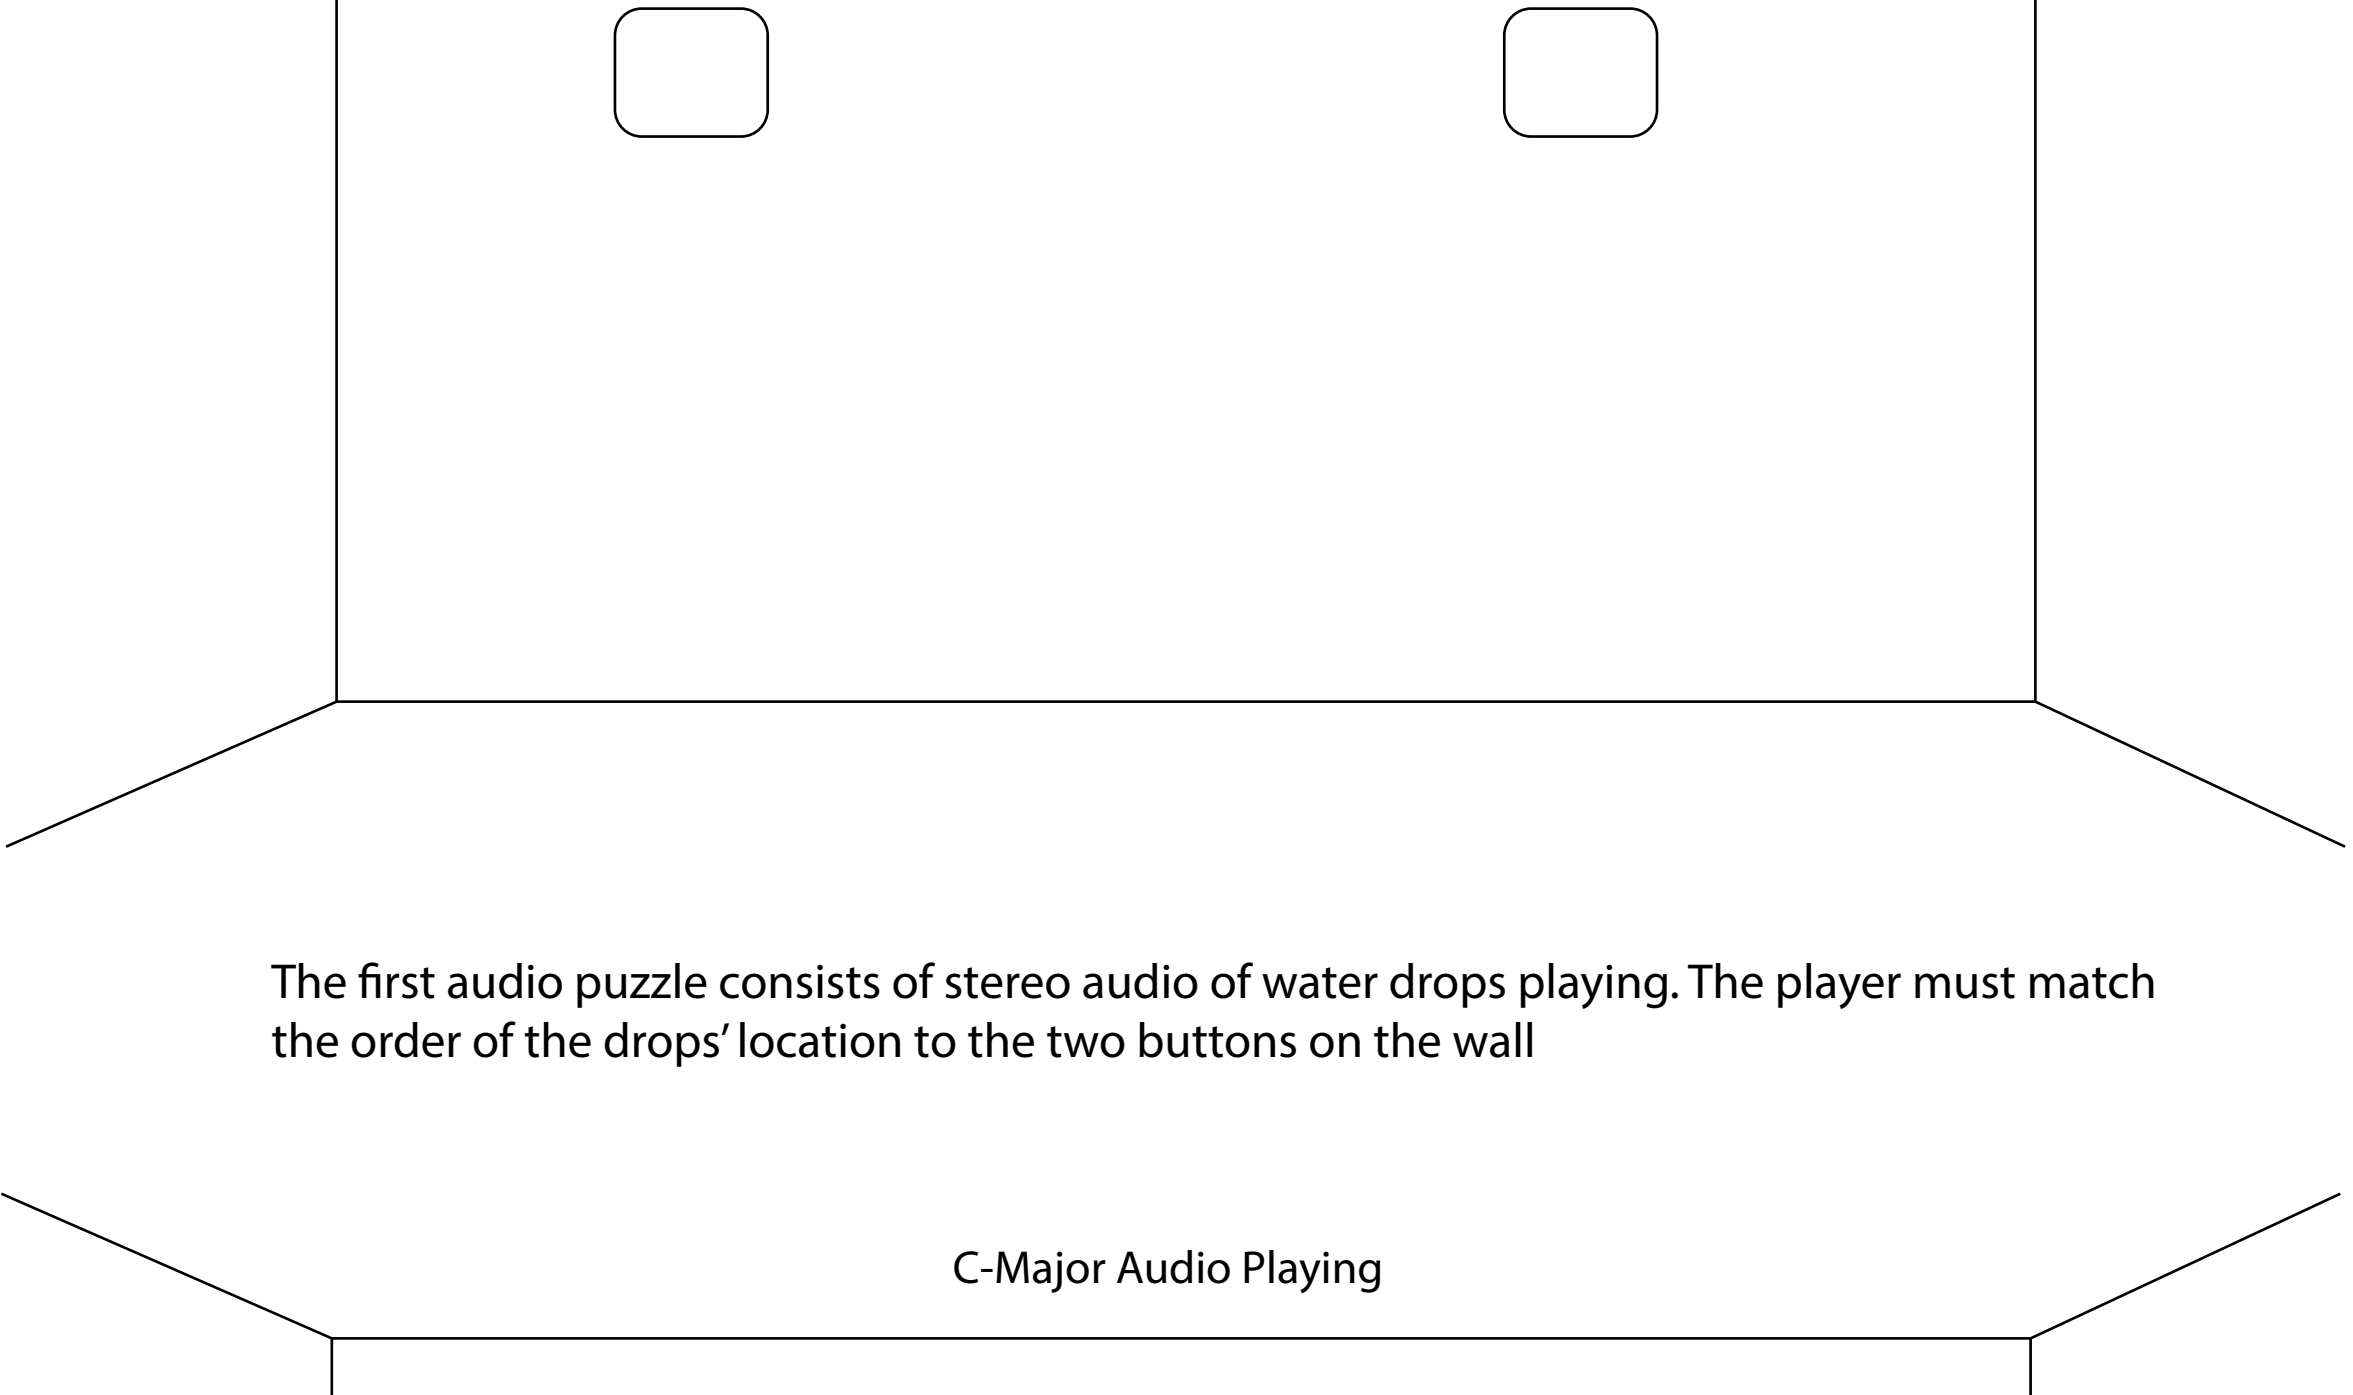 The first audio puzzle consists of stereo audio of water drops playing. The player must match
the order of the drops’ location to the two buttons on the wall
C-Major Audio Playing